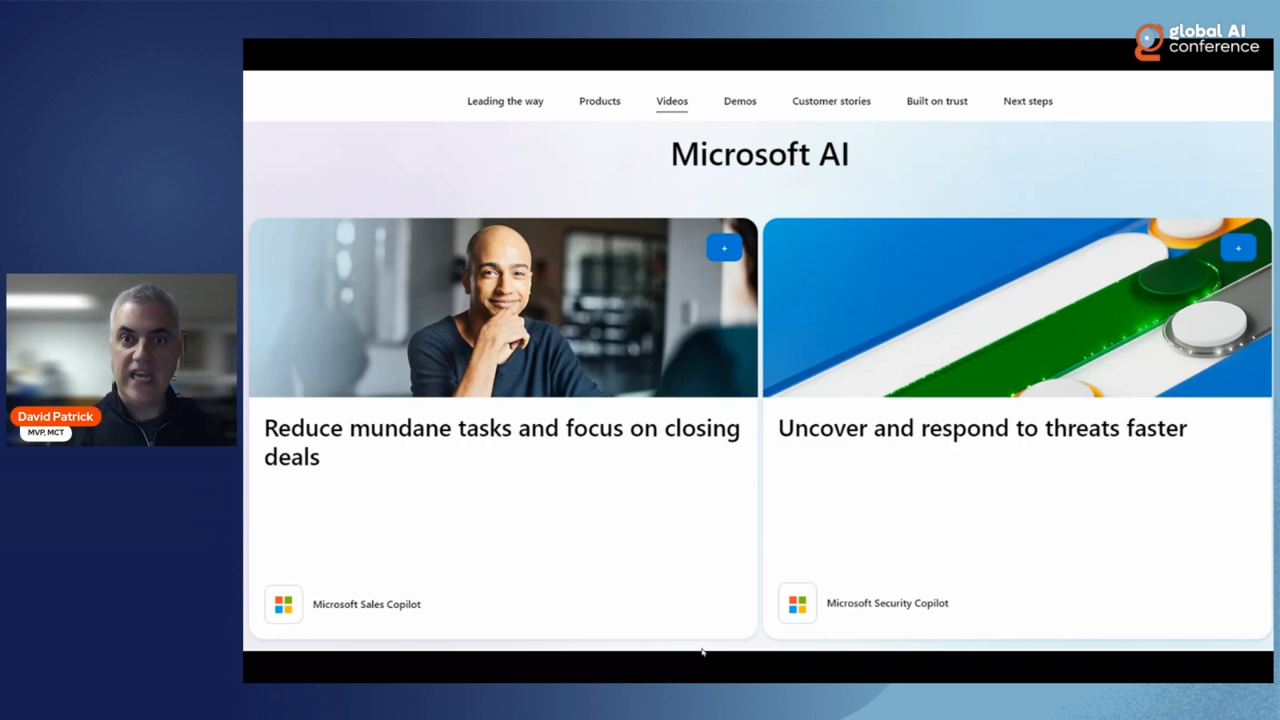 global AI
conference
Leading the way Products Videos Demos Customer stories Built on trust Next steps
Microsoft AI
+
+
Reduce mundane tasks and focus on closing
deals
Uncover and respond to threats faster
Microsoft Sales Copilot
Microsoft Security Copilot
David Patrick
MVP, MCT